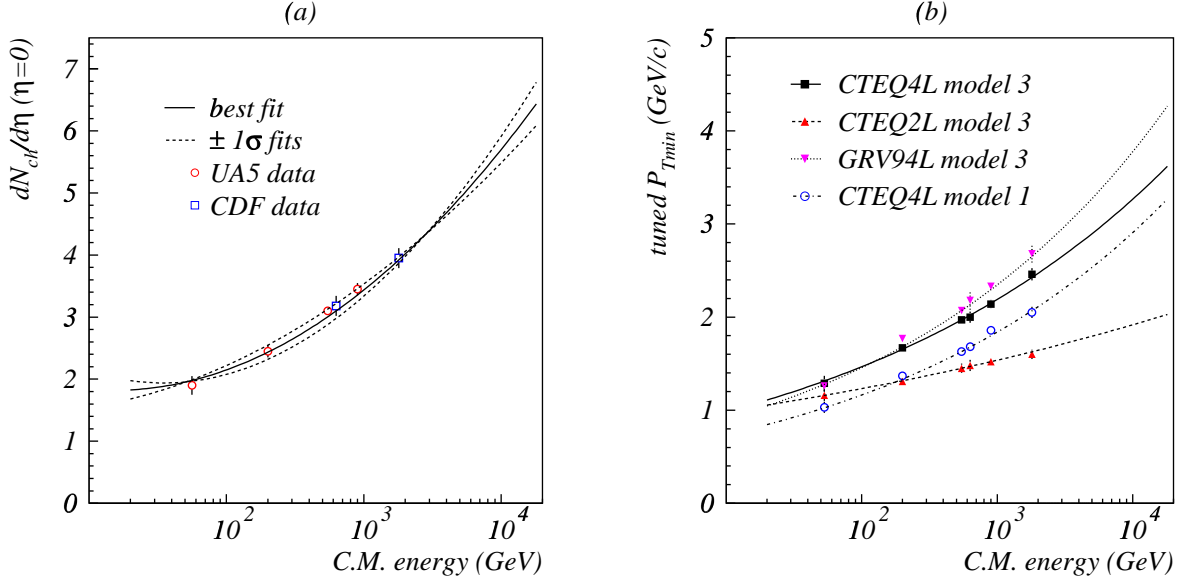 (a)
dN_ch/dη (η=0)
7
6
5
4
3
2
1
0
best fit
± 1σ fits
UA5 data
CDF data
10^2
10^3
10^4
C.M. energy (GeV)
(b)
tuned P_Tmin (GeV/c)
5
4
3
2
1
0
CTEQ4L model 3
CTEQ2L model 3
GRV94L model 3
CTEQ4L model 1
10^2
10^3
10^4
C.M. energy (GeV)